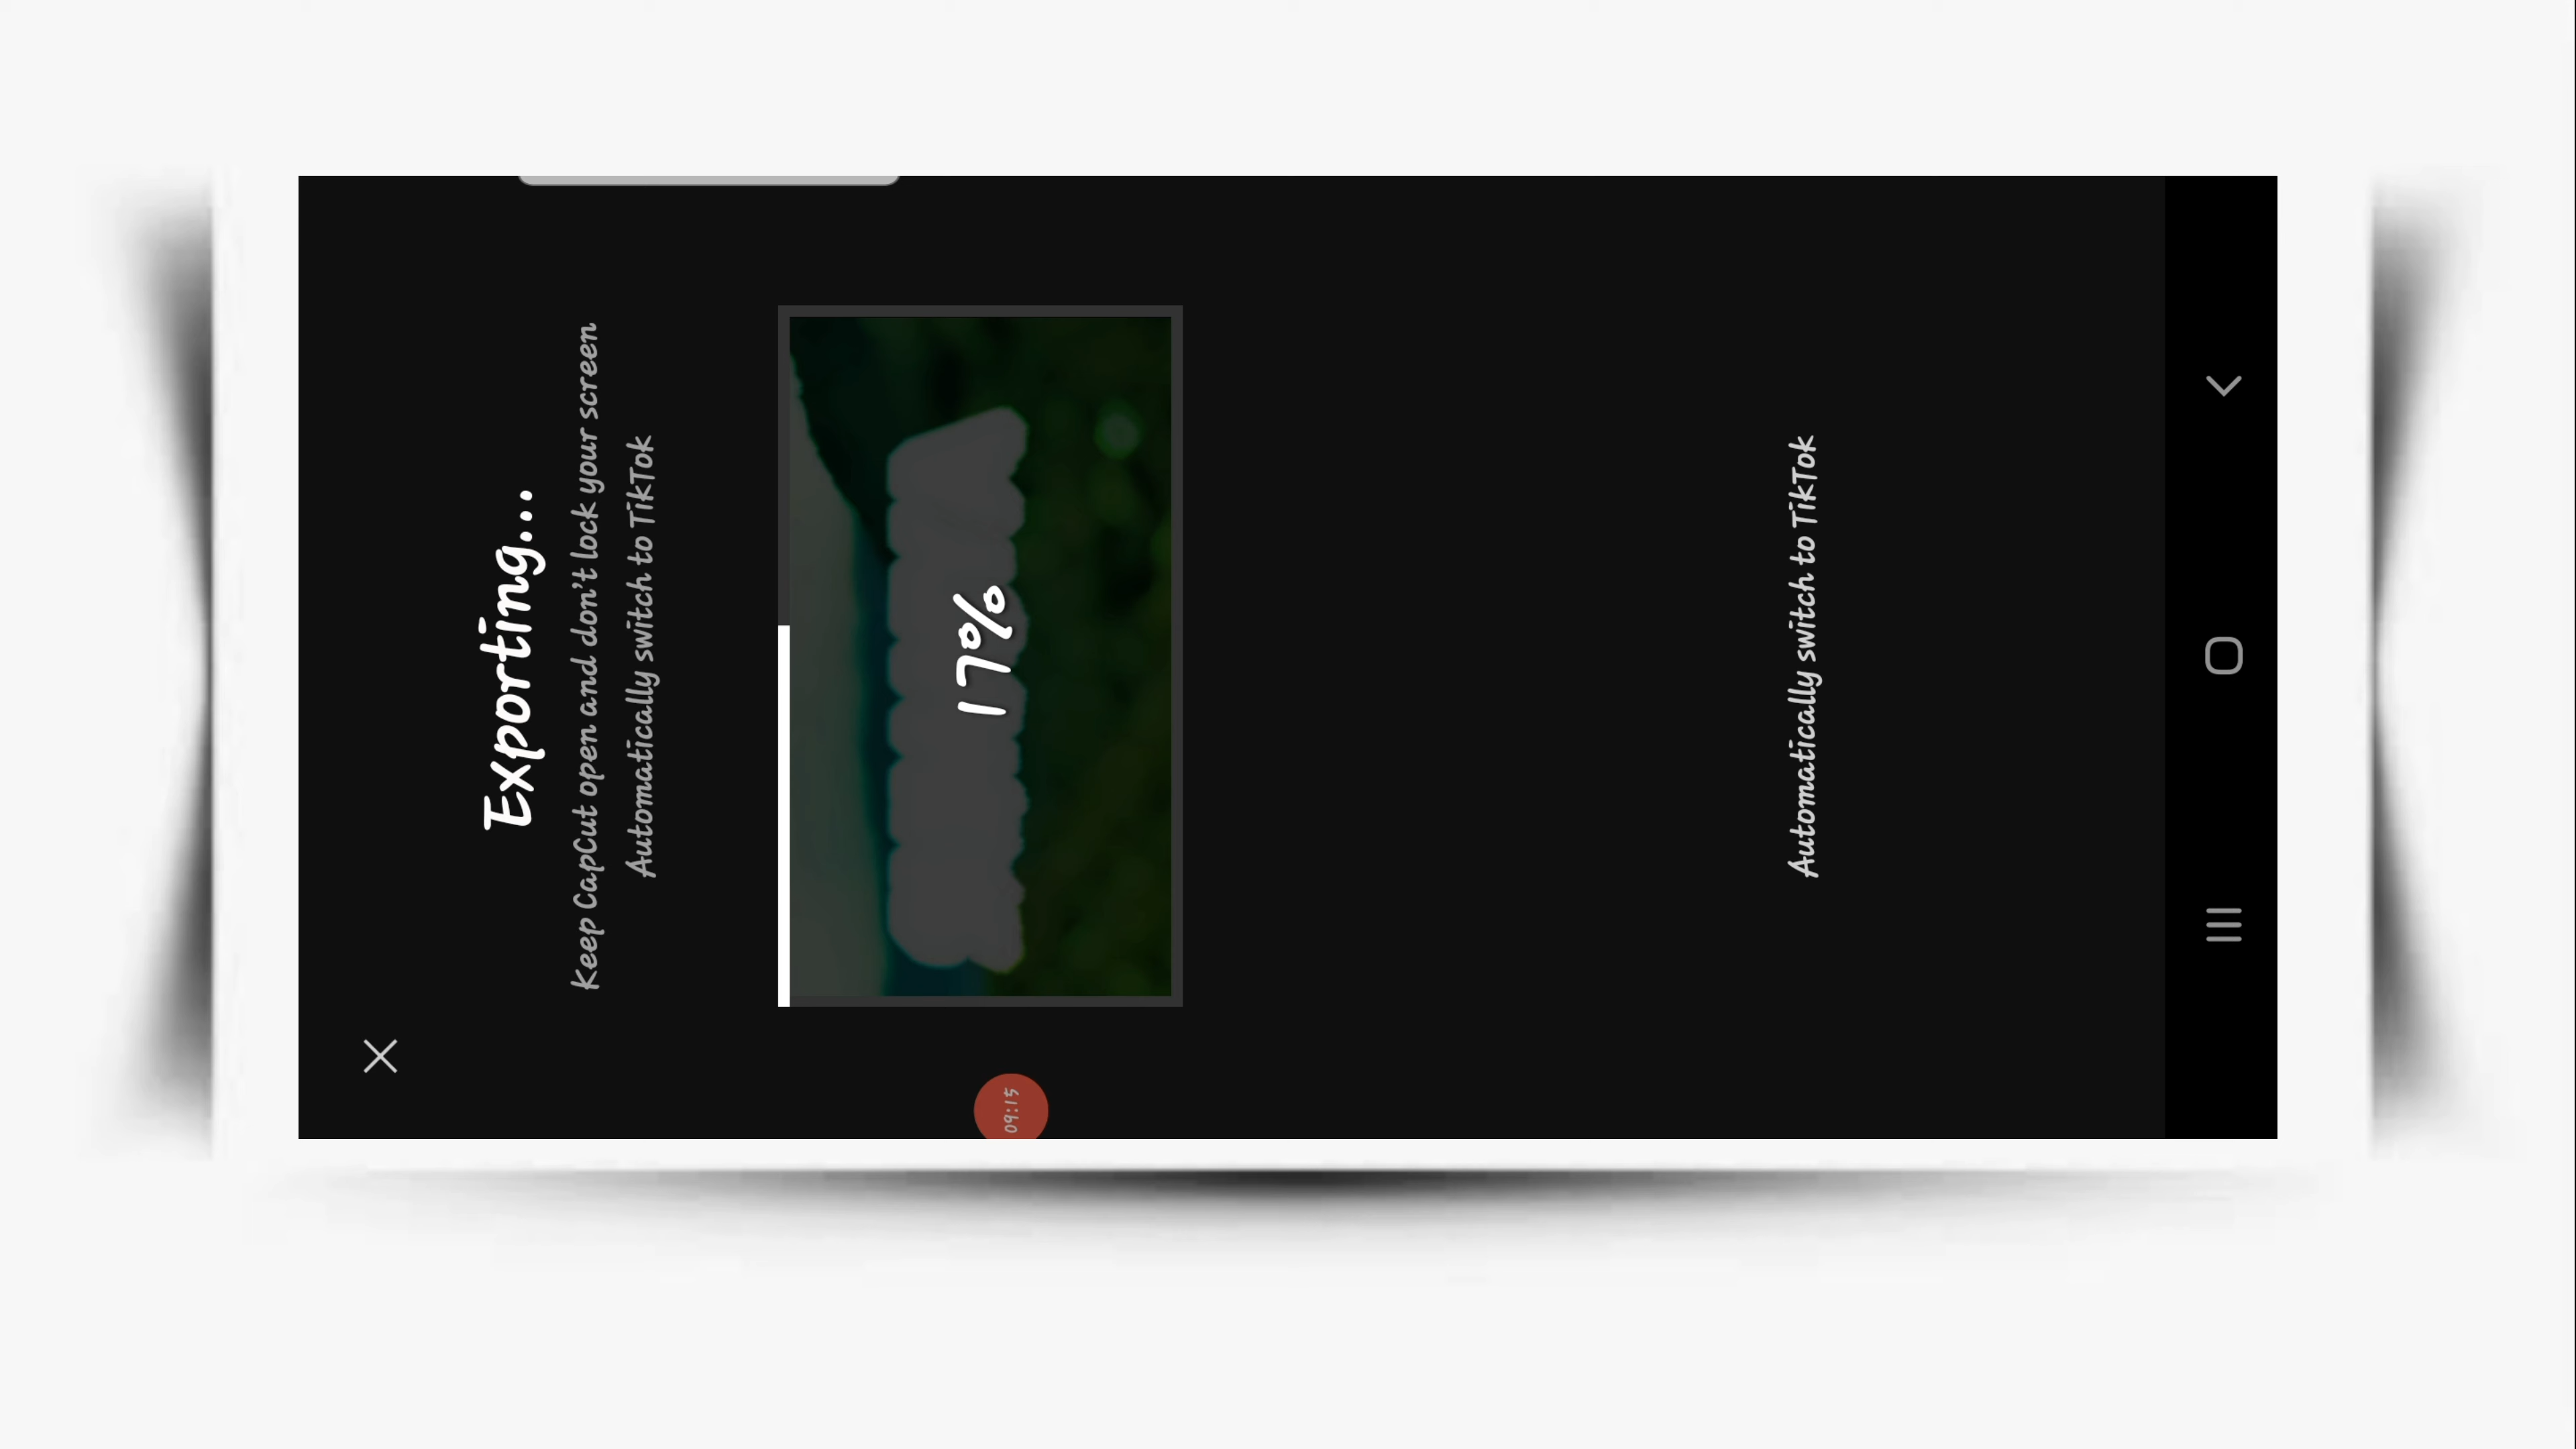 Exporting...
Keep CapCut open and don't lock your screen
Automatically switch to TikTok
17%
09:15
Automatically switch to TikTok